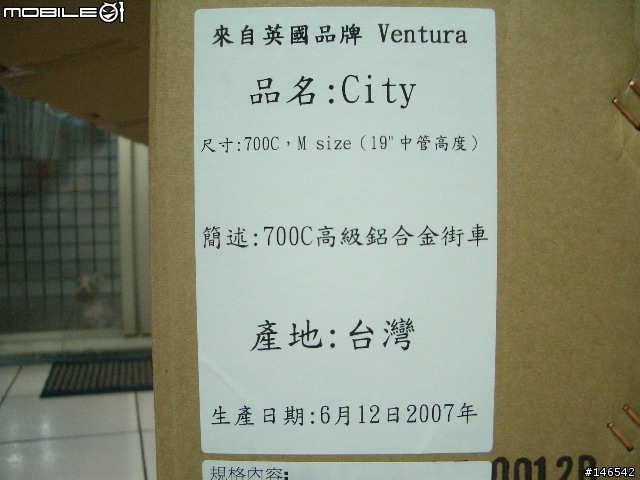 MOBILE01
來自英國品牌 Ventura
品名:City
尺寸:700C，M size (19"中管高度)
簡述:700C高級鋁合金街車
產地:台灣
生產日期:6月12日2007年
規格內容:
#146542